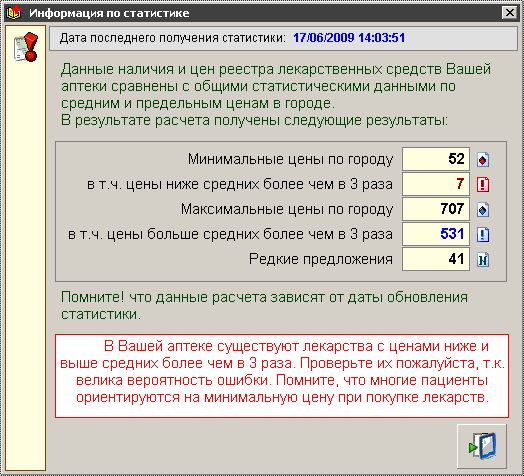 Информация по статистике
Дата последнего получения статистики: 17/06/2009 14:03:51
Данные наличия и цен реестра лекарственных средств Вашей
аптеки сравнены с общими статистическими данными по
средним и предельным ценам в городе.
В результате расчета получены следующие результаты:
Минимальные цены по городу 52
в т.ч. цены ниже средних более чем в 3 раза 7
Максимальные цены по городу 707
в т.ч. цены больше средних более чем в 3 раза 531
Редкие предложения 41
Помните! что данные расчета зависят от даты обновления
статистики.
В Вашей аптеке существуют лекарства с ценами ниже и
выше средних более чем в 3 раза. Проверьте их пожалуйста, т.к.
велика вероятность ошибки. Помните, что многие пациенты
ориентируются на минимальную цену при покупке лекарств.